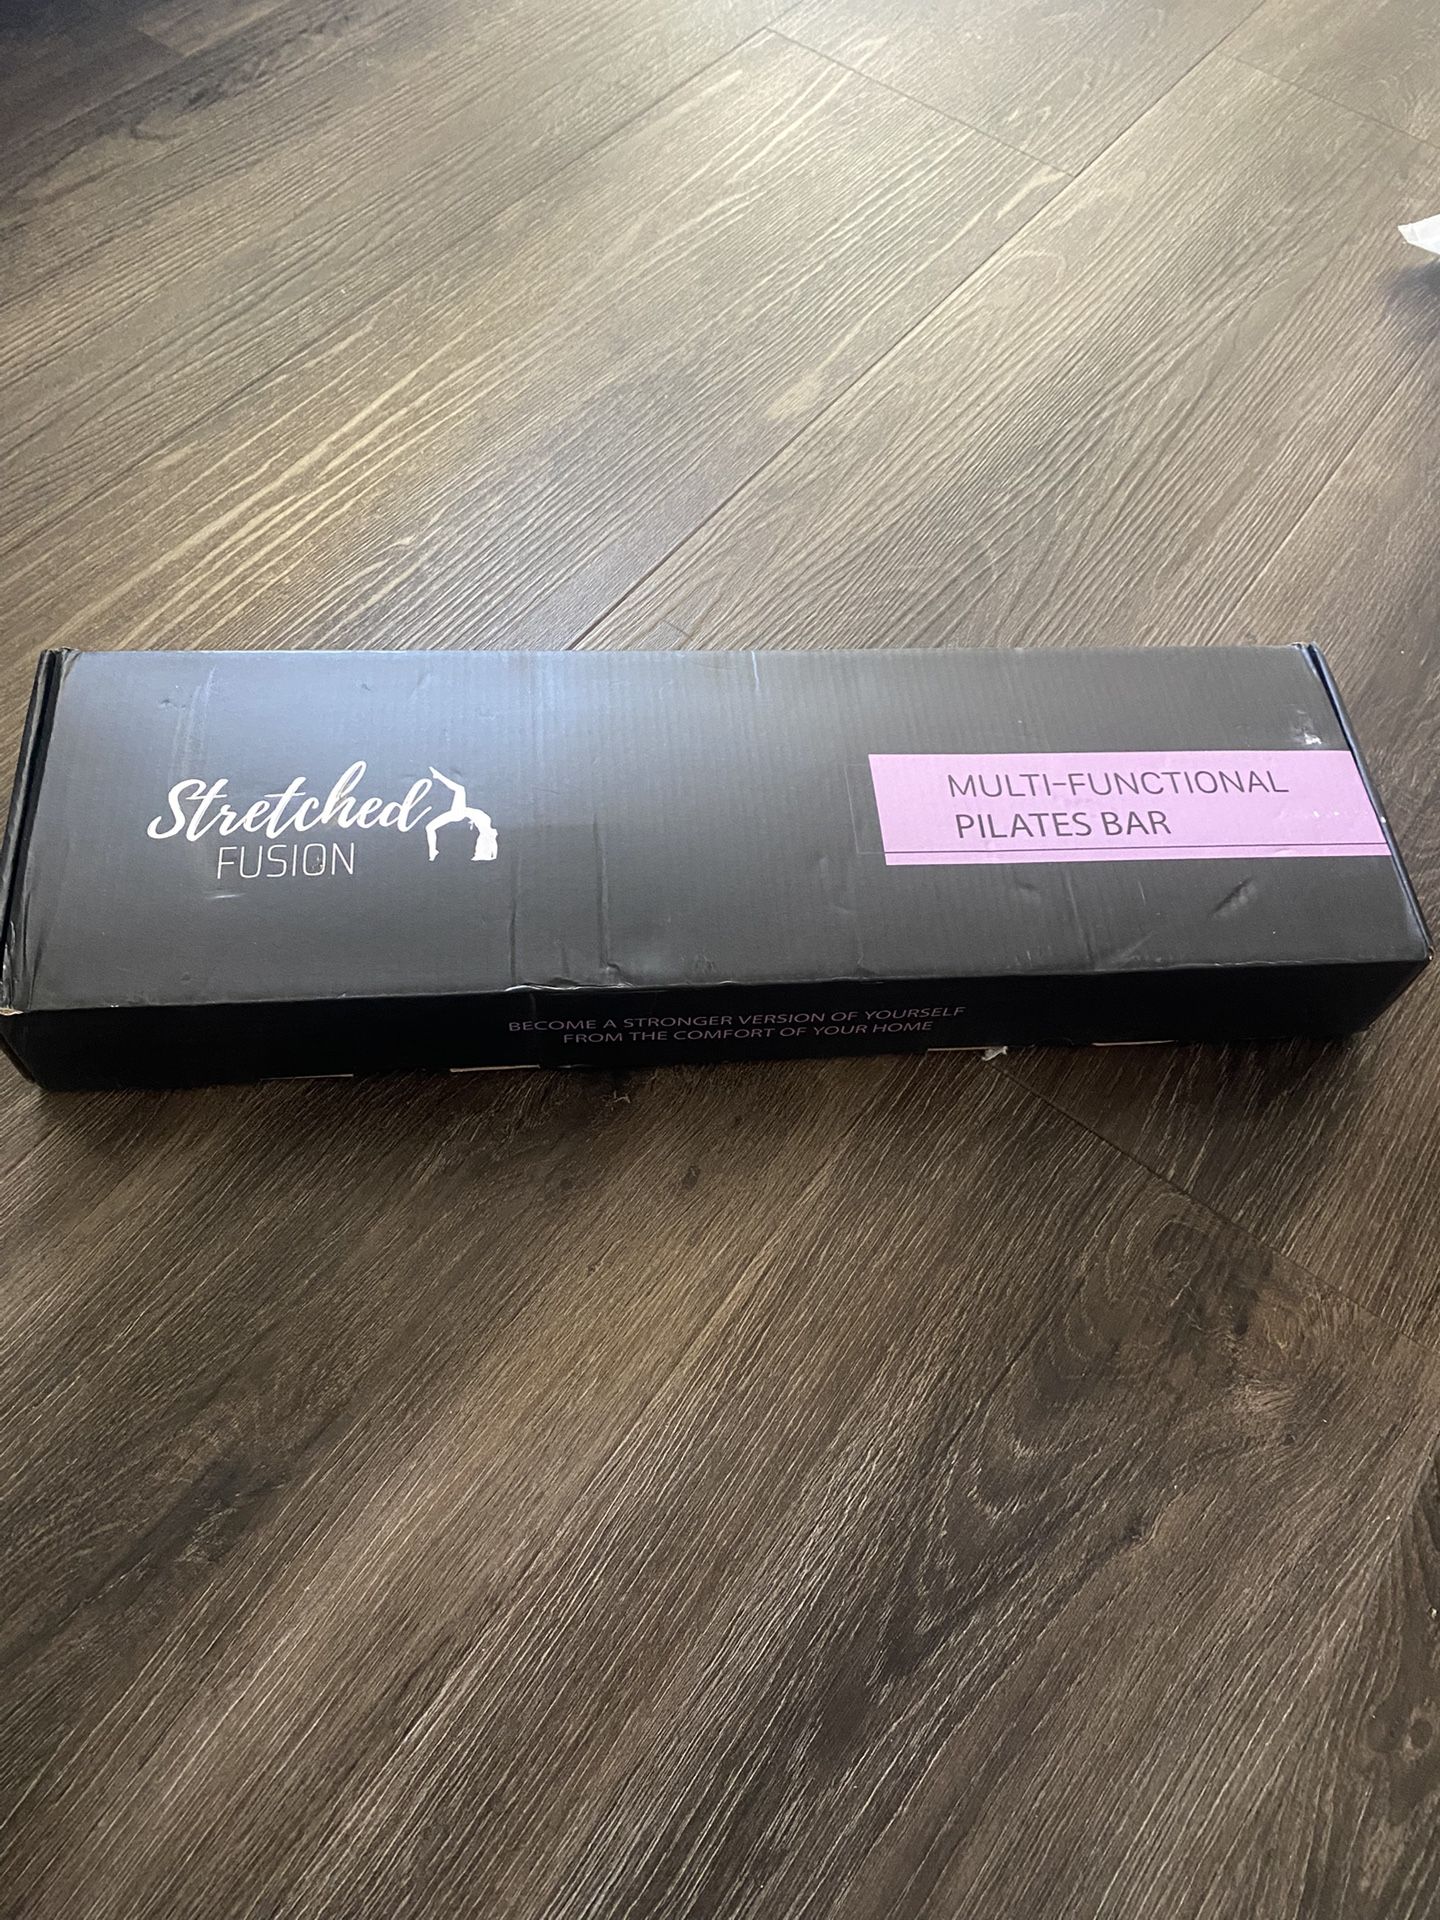 Stretched
FUSION
MULTI-FUNCTIONAL
PILATES BAR
BECOME A STRONGER VERSION OF YOURSELF
FROM THE COMFORT OF YOUR HOME